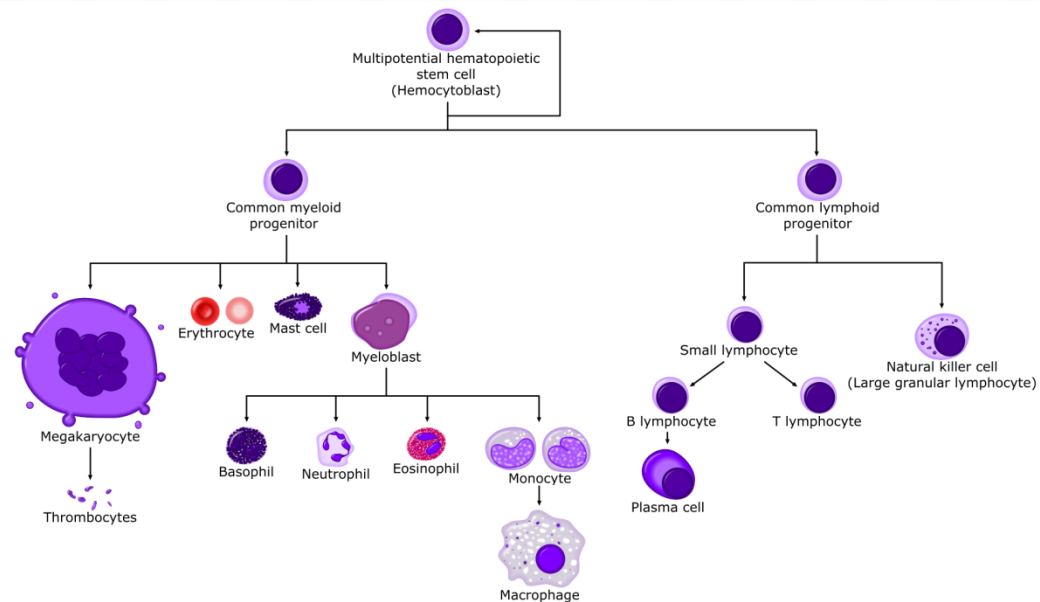 Multipotential hematopoietic
stem cell
(Hemocytoblast)
Common myeloid
progenitor
Common lymphoid
progenitor
Erythrocyte
Mast cell
Myeloblast
Small lymphocyte
Natural killer cell
(Large granular lymphocyte)
Megakaryocyte
B lymphocyte
T lymphocyte
Basophil
Neutrophil
Eosinophil
Monocyte
Plasma cell
Thrombocytes
Macrophage